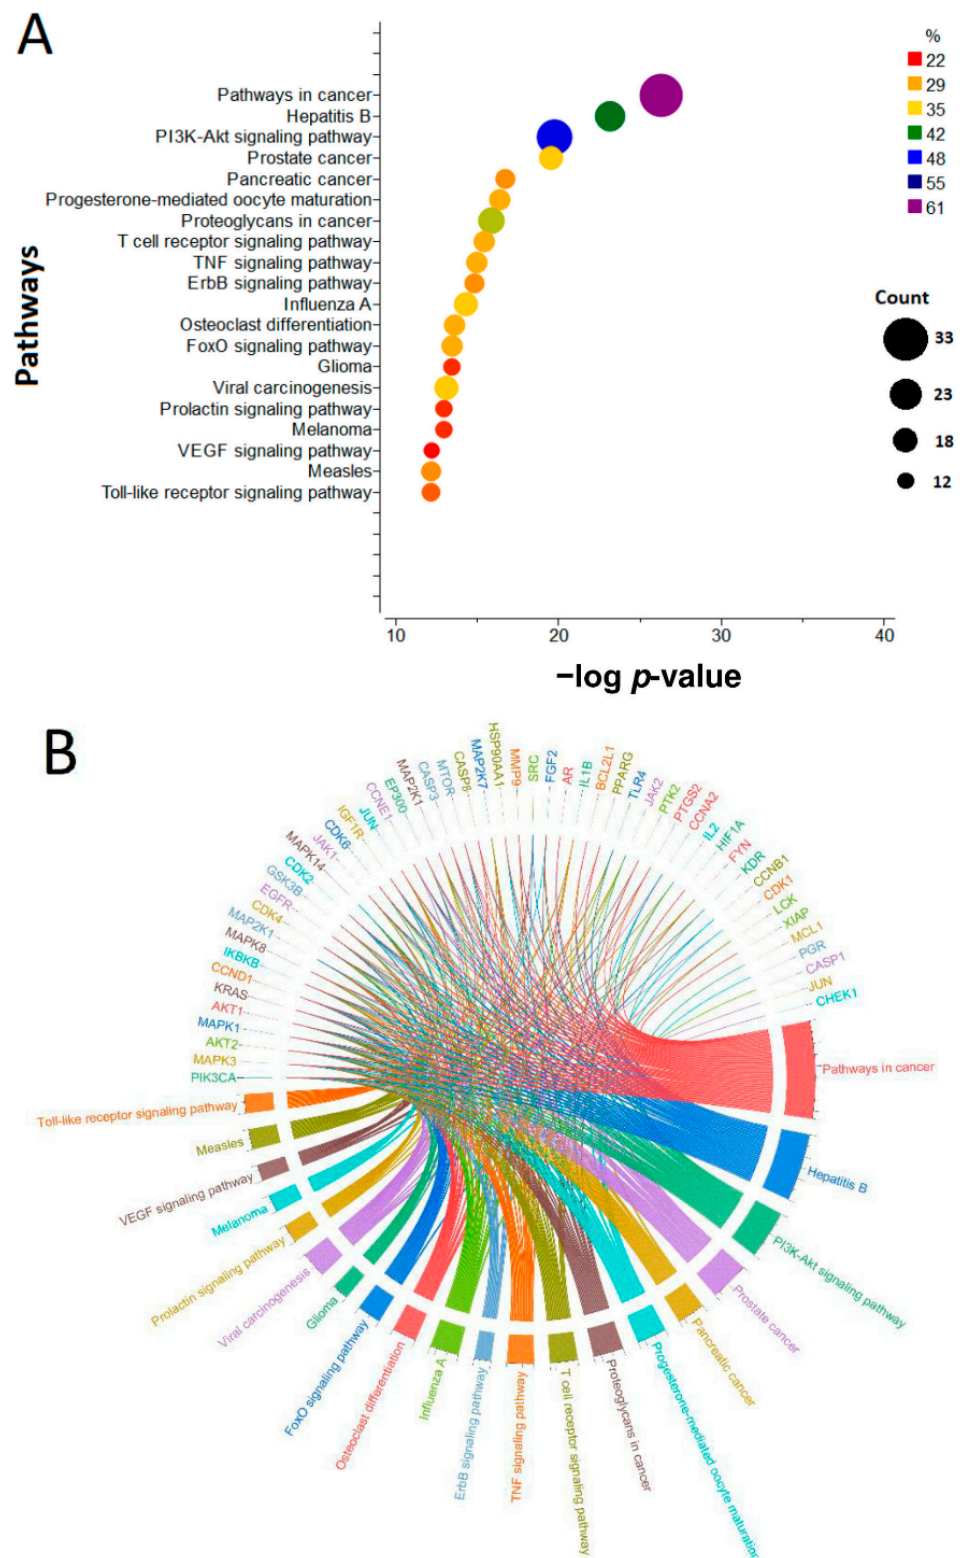 A
Pathways
Pathways in cancer
Hepatitis B
PI3K-Akt signaling pathway
Prostate cancer
Pancreatic cancer
Progesterone-mediated oocyte maturation
Proteoglycans in cancer
T cell receptor signaling pathway
TNF signaling pathway
ErbB signaling pathway
Influenza A
Osteoclast differentiation
FoxO signaling pathway
Glioma
Viral carcinogenesis
Prolactin signaling pathway
Melanoma
VEGF signaling pathway
Measles
Toll-like receptor signaling pathway
%
22
29
35
42
48
55
61
Count
33
23
18
12
10 20 30 40
−log p-value
B
PIK3CA
MAPK3
AKT2
MAPK1
AKT1
KRAS
CCND1
IKBKB
MAPK8
MAP2K1
CDK4
EGFR
GSK3B
CDK2
MAPK14
JAK1
CDK6
IGF1R
JUN
CCNE1
EP300
MAP2K1
CASP3
MTOR
CASP8
MAP2K7
HSP90AA1
MMP9
SRC
FGF2
AR
IL1B
BCL2L1
PPARG
TLR4
JAK2
PTK2
PTGS2
CCNA2
IL2
HIF1A
FYN
KDR
CCNB1
CDK1
LCK
XIAP
MCL1
PGR
CASP1
JUN
CHEK1
Pathways in cancer
Hepatitis B
PI3K-Akt signaling pathway
Prostate cancer
Pancreatic cancer
Progesterone-mediated oocyte maturation
Proteoglycans in cancer
T cell receptor signaling pathway
TNF signaling pathway
ErbB signaling pathway
Influenza A
Osteoclast differentiation
FoxO signaling pathway
Glioma
Viral carcinogenesis
Prolactin signaling pathway
Melanoma
VEGF signaling pathway
Measles
Toll-like receptor signaling pathway